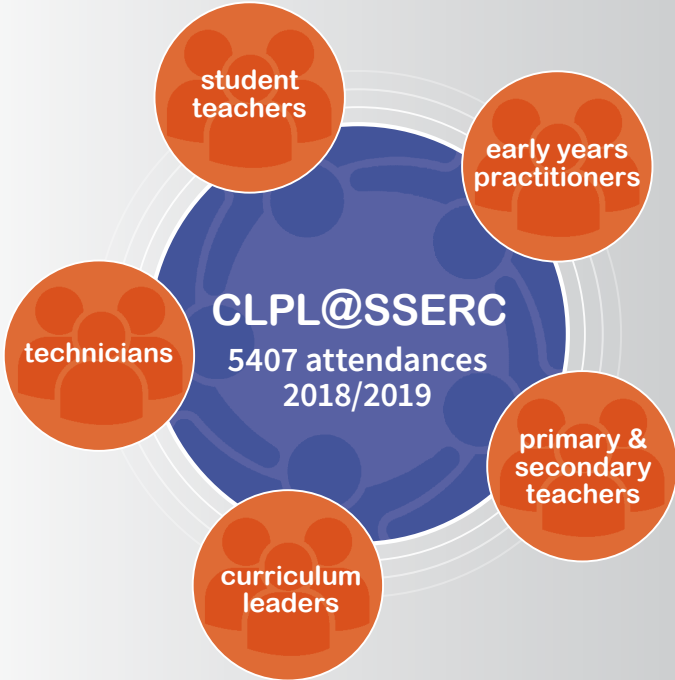 student
teachers
early years
practitioners
CLPL@SSERC
5407 attendances
2018/2019
technicians
primary &
secondary
teachers
curriculum
leaders